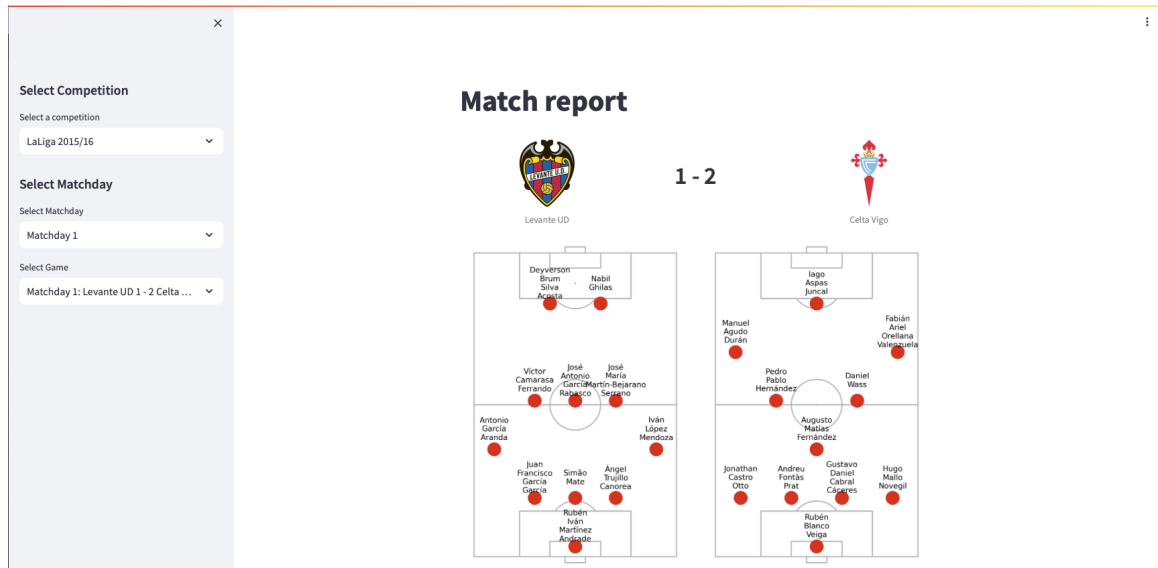 ×
Select Competition
Select a competition
LaLiga 2015/16
Select Matchday
Select Matchday
Matchday 1
Select Game
Matchday 1: Levante UD 1 - 2 Celta ...
Match report
LEVANTE U.D.
1 - 2
Levante UD
Celta Vigo
Deyverson
Brum
Silva
Acosta
Nabil
Ghilas
Víctor
Camarasa
Ferrando
José
Antonio
García
Rabasco
José
María
Martín-Bejarano
Serrano
Antonio
García
Aranda
Iván
López
Mendoza
Juan
Francisco
García
García
Simão
Mate
Ángel
Trujillo
Canorea
Rubén
Iván
Martínez
Andrade
Iago
Aspas
Juncal
Manuel
Agudo
Durán
Fabián
Ariel
Orellana
Valenzuela
Pedro
Pablo
Hernández
Daniel
Wass
Augusto
Matías
Fernández
Jonathan
Castro
Otto
Andreu
Fontàs
Prat
Gustavo
Daniel
Cabral
Cáceres
Hugo
Mallo
Novegil
Rubén
Blanco
Veiga